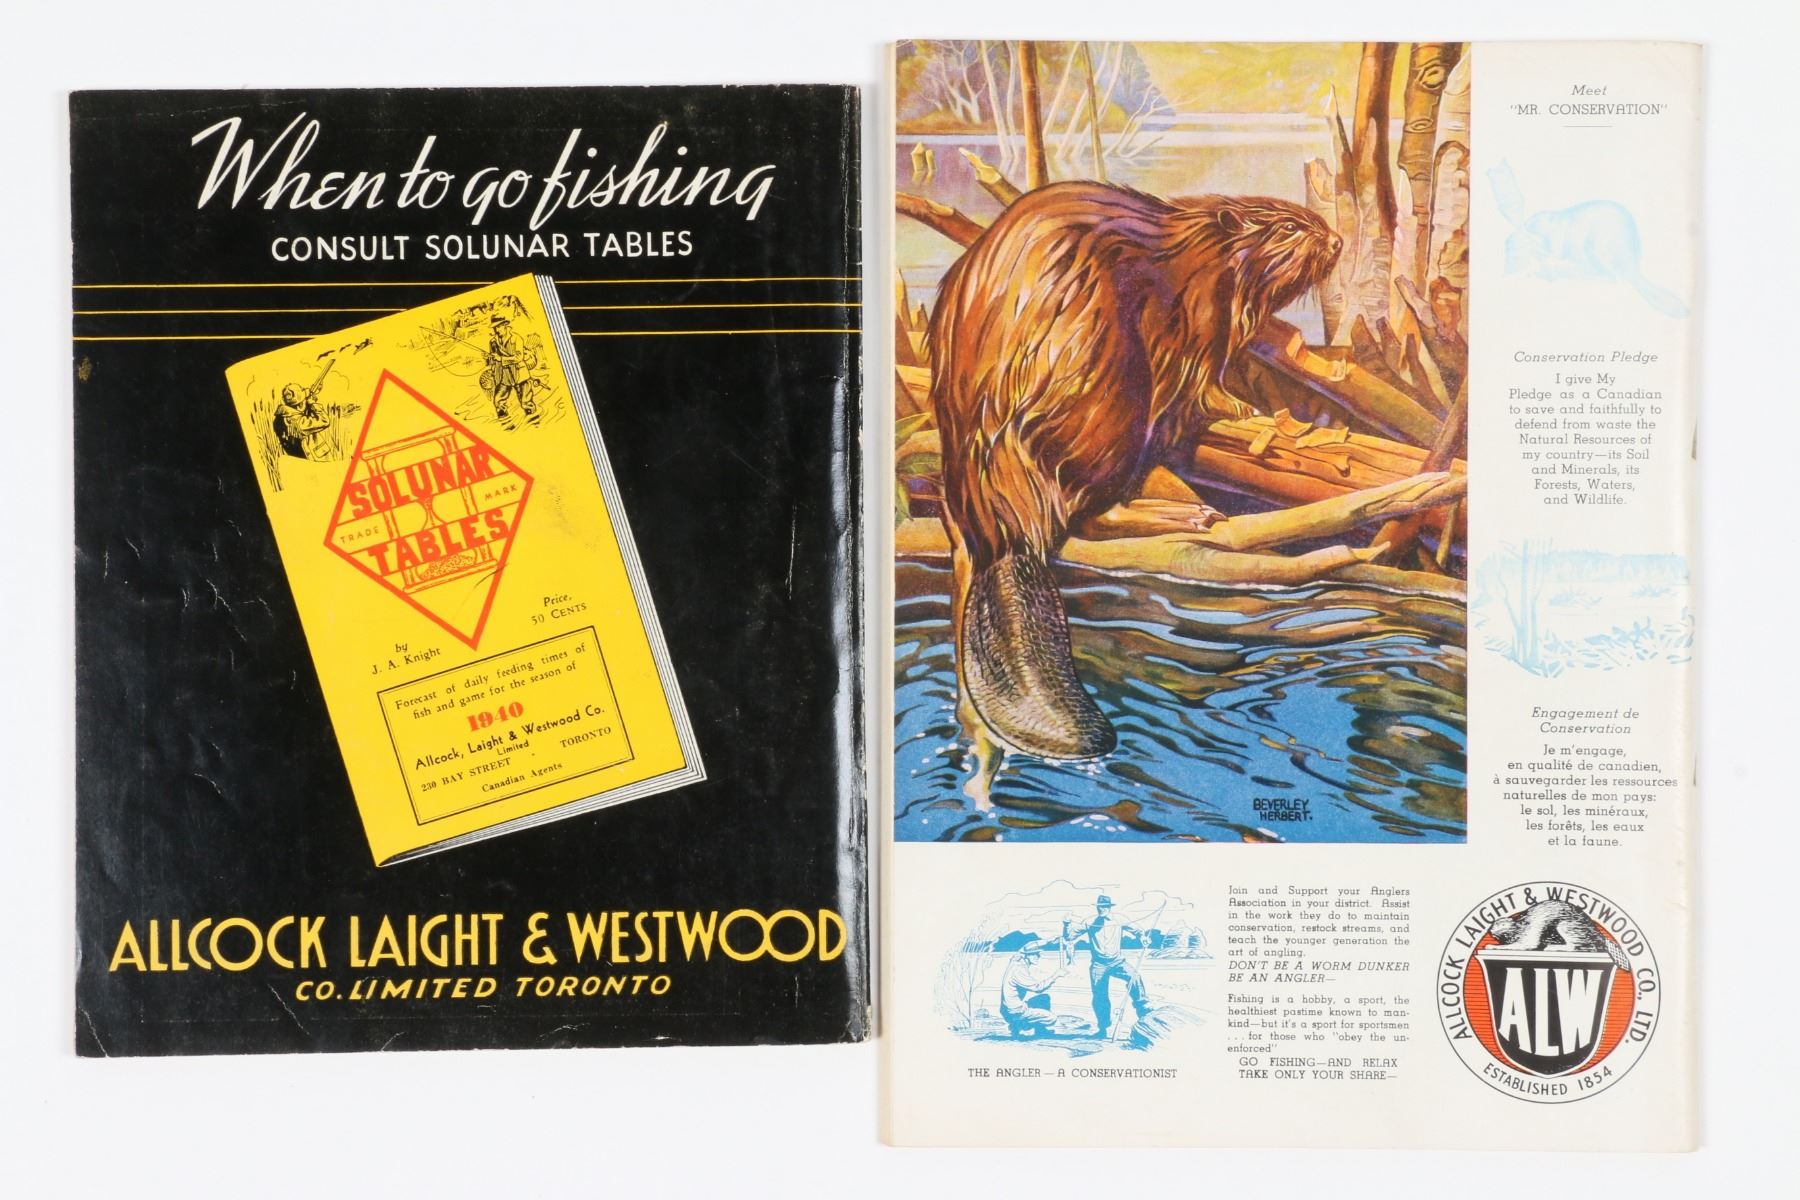 When to go fishing
CONSULT SOLUNAR TABLES
SOLUNAR
TRADE MARK
TABLES
by
J. A. Knight
Price,
50 CENTS
Forecast of daily feeding times of
fish and game for the season of
1940
Allcock, Laight & Westwood Co.
Limited
230 BAY STREET - TORONTO
Canadian Agents
ALLCOCK LAIGHT & WESTWOOD
CO. LIMITED TORONTO
BEVERLEY
HERBERT.
Meet
"MR. CONSERVATION"
Conservation Pledge
I give My
Pledge as a Canadian
to save and faithfully to
defend from waste the
Natural Resources of
my country—its Soil
and Minerals, its
Forests, Waters,
and Wildlife.
Engagement de
Conservation
Je m'engage,
en qualité de canadien,
à sauvegarder les ressources
naturelles de mon pays:
le sol, les minéraux,
les forêts, les eaux
et la faune.
THE ANGLER — A CONSERVATIONIST
Join and Support your Anglers
Association in your district. Assist
in the work they do to maintain
conservation, restock streams, and
teach the younger generation the
art of angling.
DON'T BE A WORM DUNKER
BE AN ANGLER—
Fishing is a hobby, a sport, the
healthiest pastime known to man-
kind—but it's a sport for sportsmen
. . . for those who "obey the un-
enforced"
GO FISHING—AND RELAX
TAKE ONLY YOUR SHARE—
ALLCOCK LAIGHT & WESTWOOD CO., LTD.
ALW
ESTABLISHED 1854